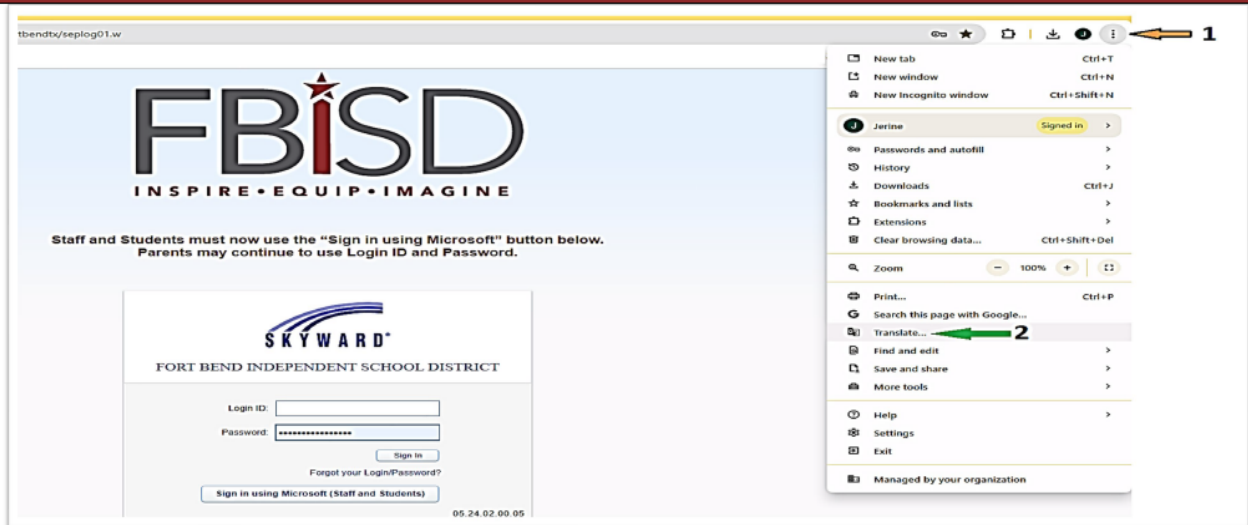 tbendtx/seplog01.w
1
New tab Ctrl+T
New window Ctrl+N
New Incognito window Ctrl+Shift+N
J Jerine Signed in >
Passwords and autofill >
History >
Downloads Ctrl+J
Bookmarks and lists >
Extensions >
Clear browsing data... Ctrl+Shift+Del
Zoom - 100% +
Print... Ctrl+P
Search this page with Google...
Translate... 2
Find and edit >
Save and share >
More tools >
Help >
Settings
Exit
Managed by your organization
FBiSD
INSPIRE•EQUIP•IMAGINE
Staff and Students must now use the “Sign in using Microsoft” button below.
Parents may continue to use Login ID and Password.
SKYWARD®
FORT BEND INDEPENDENT SCHOOL DISTRICT
Login ID:
Password: ••••••••••••••••
Sign In
Forgot your Login/Password?
Sign in using Microsoft (Staff and Students)
05.24.02.00.05